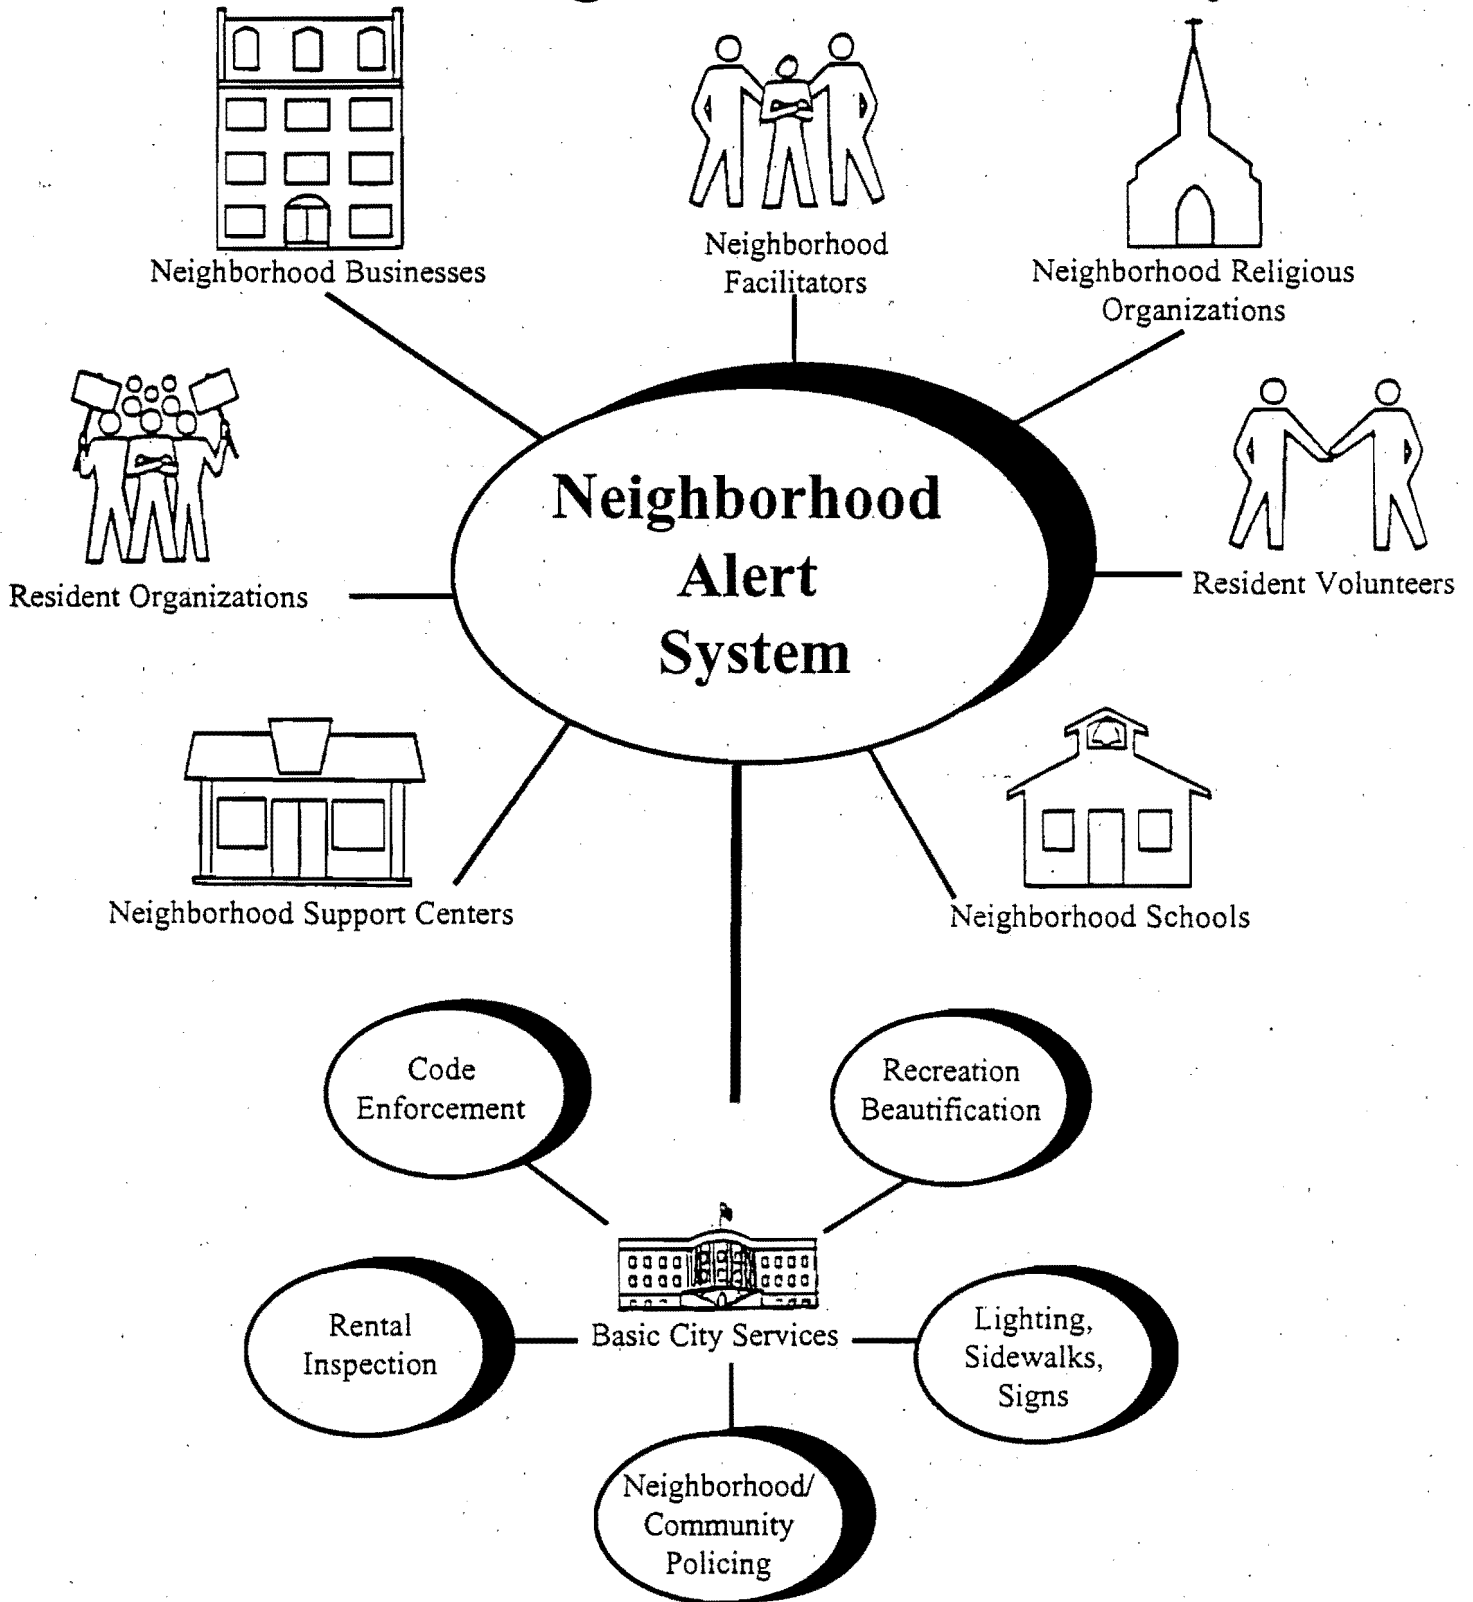 Neighborhood Businesses
Neighborhood
Facilitators
Neighborhood Religious
Organizations
Resident Organizations
Neighborhood
Alert
System
Resident Volunteers
Neighborhood Support Centers
Neighborhood Schools
Code
Enforcement
Recreation
Beautification
Rental
Inspection
Basic City Services
Lighting,
Sidewalks,
Signs
Neighborhood/
Community
Policing